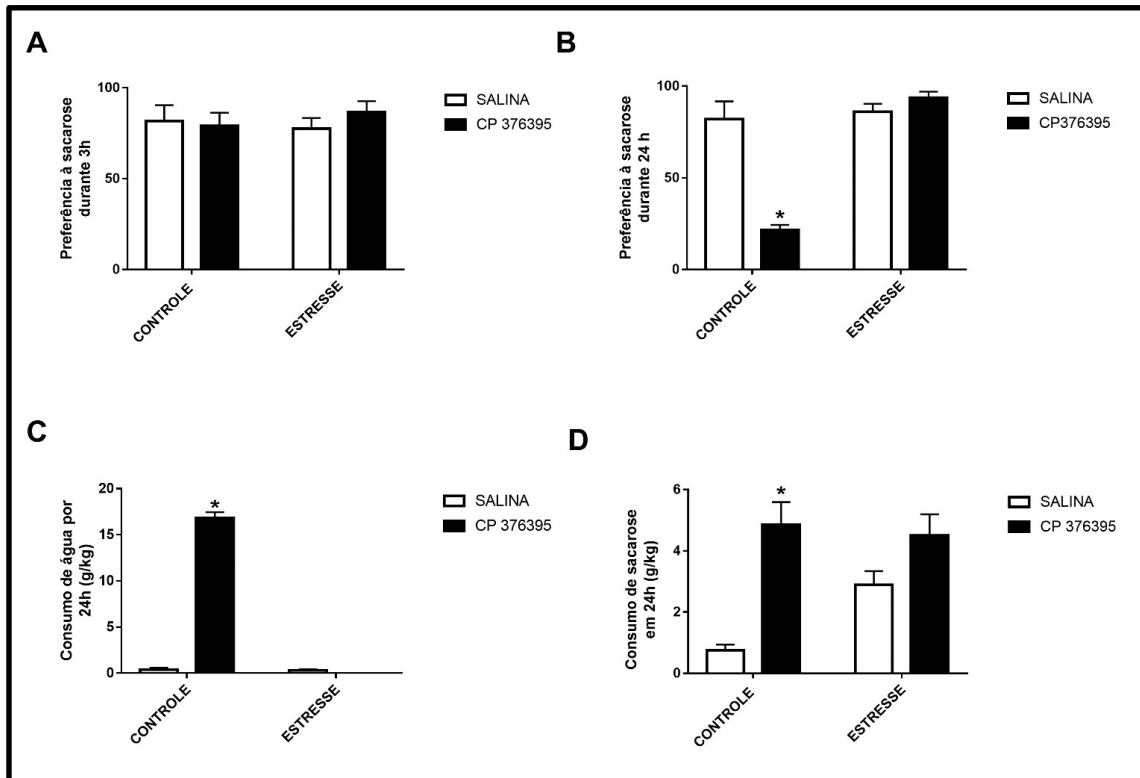 A
Preferência à sacarose
durante 3h
100
50
0
CONTROLE
ESTRESSE
SALINA
CP 376395
B
Preferência à sacarose
durante 24 h
100
50
0
*
CONTROLE
ESTRESSE
SALINA
CP376395
C
Consumo de água por
24h (g/kg)
20
15
10
5
0
*
CONTROLE
ESTRESSE
SALINA
CP 376395
D
Consumo de sacarose
em 24h (g/kg)
6
4
2
0
*
CONTROLE
ESTRESSE
SALINA
CP 376395